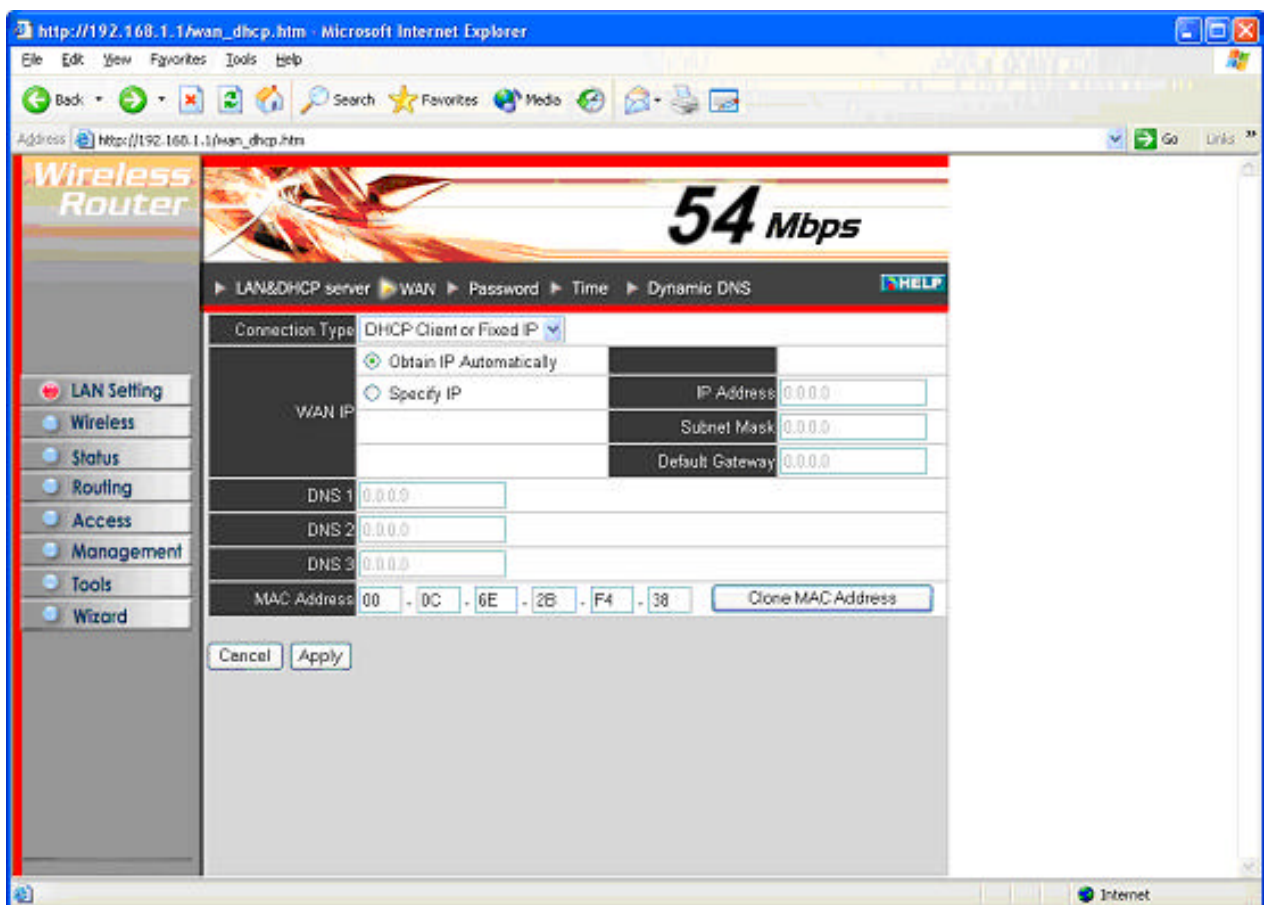 http://192.168.1.1/wan_dhcp.htm - Microsoft Internet Explorer
File Edit View Favorites Tools Help
Back Search Favorites Media
Address http://192.168.1.1/wan_dhcp.htm Go Links »
Wireless
Router
54 Mbps
LAN&DHCP server WAN Password Time Dynamic DNS HELP
Connection Type DHCP Client or Fixed IP
WAN IP
Obtain IP Automatically
Specify IP
IP Address 0.0.0.0
Subnet Mask 0.0.0.0
Default Gateway 0.0.0.0
DNS 1 0.0.0.0
DNS 2 0.0.0.0
DNS 3 0.0.0.0
MAC Address 00 - 0C - 6E - 2B - F4 - 38 Clone MAC Address
Cancel Apply
LAN Setting
Wireless
Status
Routing
Access
Management
Tools
Wizard
Internet